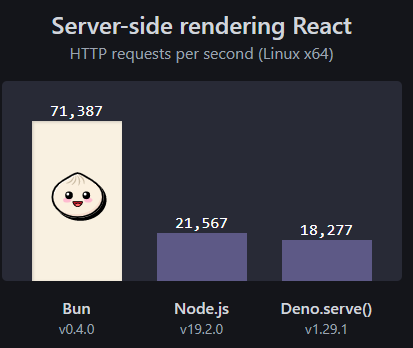 Server-side rendering React
HTTP requests per second (Linux x64)
71,387
21,567
18,277
Bun
v0.4.0
Node.js
v19.2.0
Deno.serve()
v1.29.1